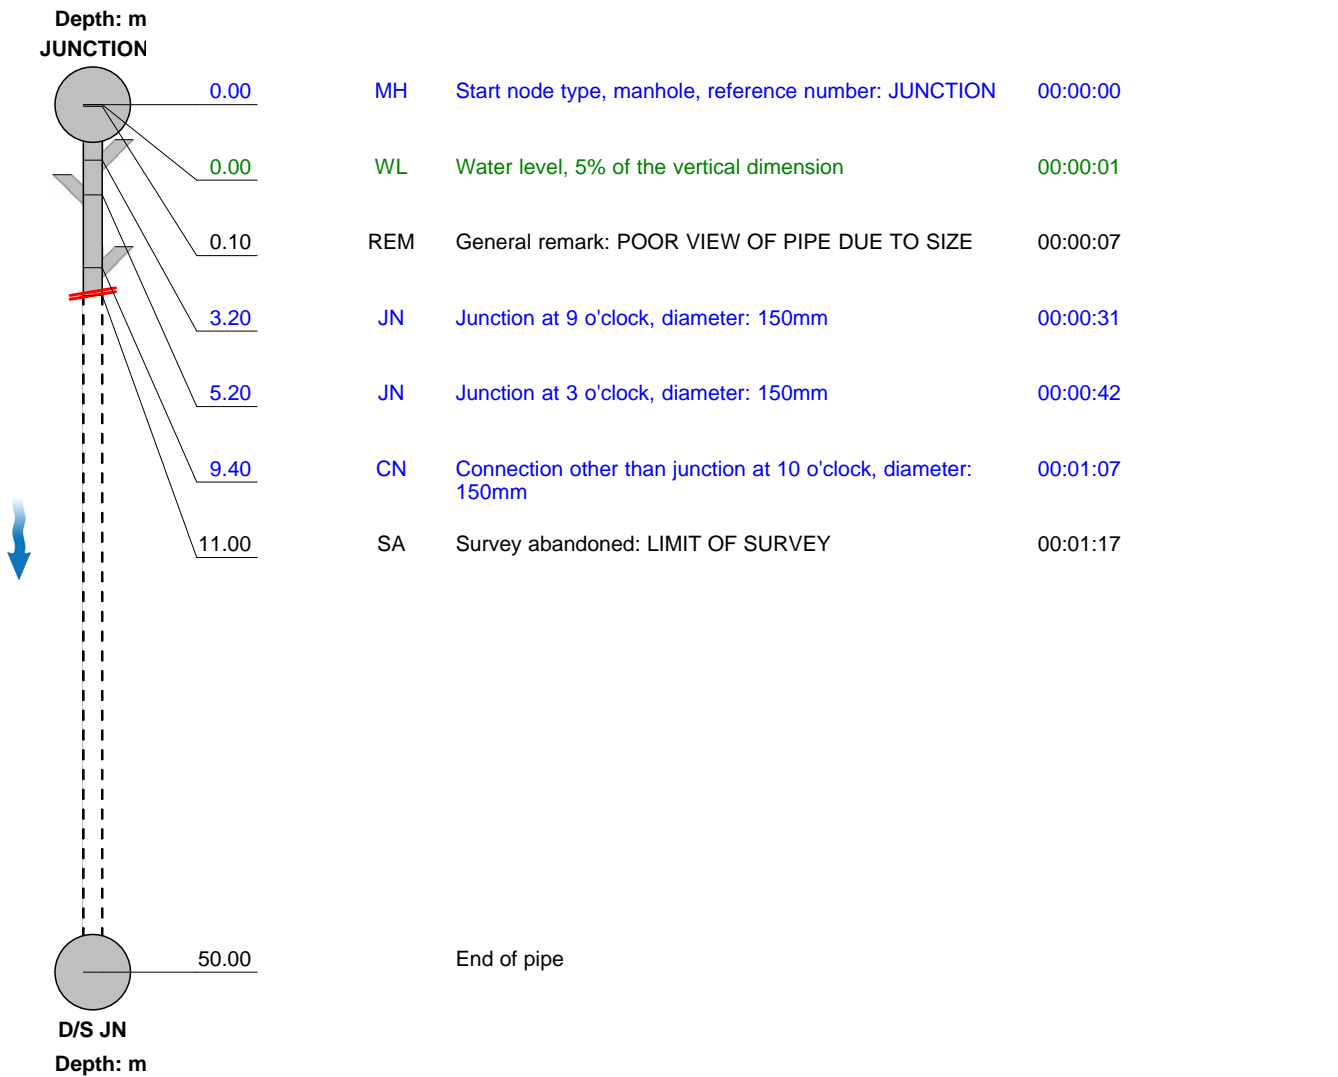 Depth: m
JUNCTION
0.00 MH Start node type, manhole, reference number: JUNCTION 00:00:00
0.00 WL Water level, 5% of the vertical dimension 00:00:01
0.10 REM General remark: POOR VIEW OF PIPE DUE TO SIZE 00:00:07
3.20 JN Junction at 9 o'clock, diameter: 150mm 00:00:31
5.20 JN Junction at 3 o'clock, diameter: 150mm 00:00:42
9.40 CN Connection other than junction at 10 o'clock, diameter: 00:01:07
150mm
11.00 SA Survey abandoned: LIMIT OF SURVEY 00:01:17
50.00 End of pipe
D/S JN
Depth: m